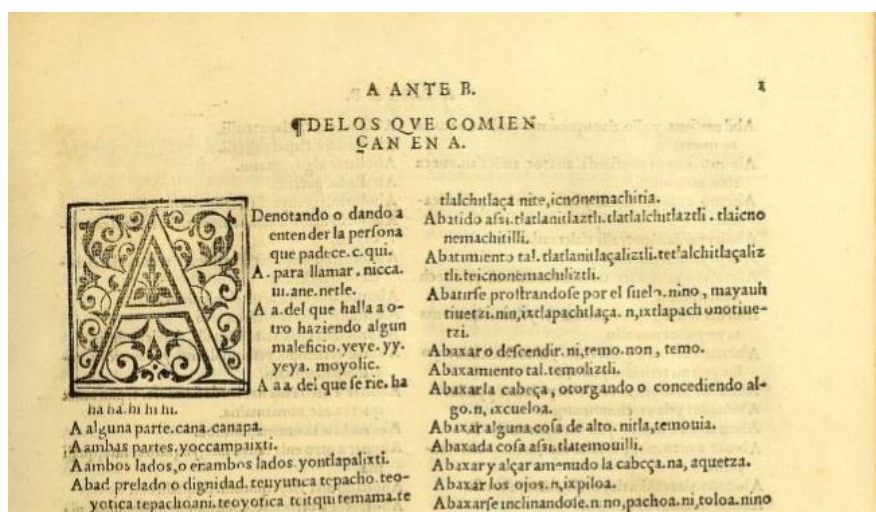 A ANTE B.
1
¶DELOS QVE COMIEN
ÇAN EN A.
A Denotando o dando a
entender la perſona
que padece.c.qui.
A. para llamar. nicca.
iu.ane.netle.
A a.del que halla a o-
tro haziendo algun
maleficio.yeve.yy.
yeya. moyolic.
A a a. del que ſe rie. ha
ha ha.hi hi hi.
A alguna parte.cana.canapa.
A ambas partes.yoccampaixti.
A ambos lados,o enambos lados.yontlapalixti.
Abad prelado o dignidad.teuyutica tepacho.teo-
yotica tepachoani.teoyotica teitquitemama.te
tlalchitlaça nite,icnonemachitia.
Abatido aſsi.tlatlanitlaztli.tlatlalchitlaztli.tlaicno
nemachitilli.
Abatimiento tal.tlatlanitlaçaliztli.tetlalchitlaçaliz
tli.teicnonemachiliztli.
Abatirſe proſtrandoſe por el ſuelo.nino, mayauh
tiuetzi.nin,ixtlapachtlaça. n,ixtlapach onotiue-
tzi.
Abaxar o deſcendir. ni,temo.non, temo.
Abaxamiento tal.temoliztli.
Abaxar la cabeça, otorgando o concediendo al-
go.n, ixcueloa.
Abaxar alguna coſa de alto. nitla,temouia.
Abaxada coſa aſsi.tlatemouilli.
Abaxar y alçar amenudo la cabeça.na, aquetza.
Abaxar los ojos.n,ixpiloa.
Abaxarſe inclinandoſe.nino,pachoa.ni,toloa.nino